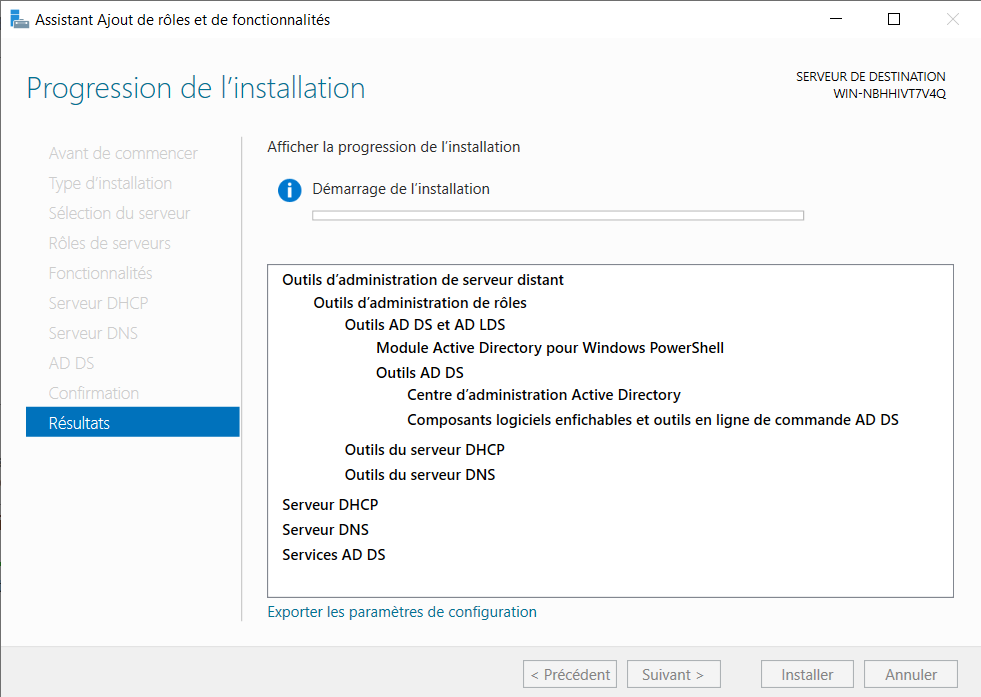 Assistant Ajout de rôles et de fonctionnalités
Progression de l’installation
SERVEUR DE DESTINATION
WIN-NBHHIVT7V4Q
Avant de commencer
Type d’installation
Sélection du serveur
Rôles de serveurs
Fonctionnalités
Serveur DHCP
Serveur DNS
AD DS
Confirmation
Résultats
Afficher la progression de l’installation
Démarrage de l’installation
Outils d’administration de serveur distant
Outils d’administration de rôles
Outils AD DS et AD LDS
Module Active Directory pour Windows PowerShell
Outils AD DS
Centre d’administration Active Directory
Composants logiciels enfichables et outils en ligne de commande AD DS
Outils du serveur DHCP
Outils du serveur DNS
Serveur DHCP
Serveur DNS
Services AD DS
Exporter les paramètres de configuration
< Précédent
Suivant >
Installer
Annuler